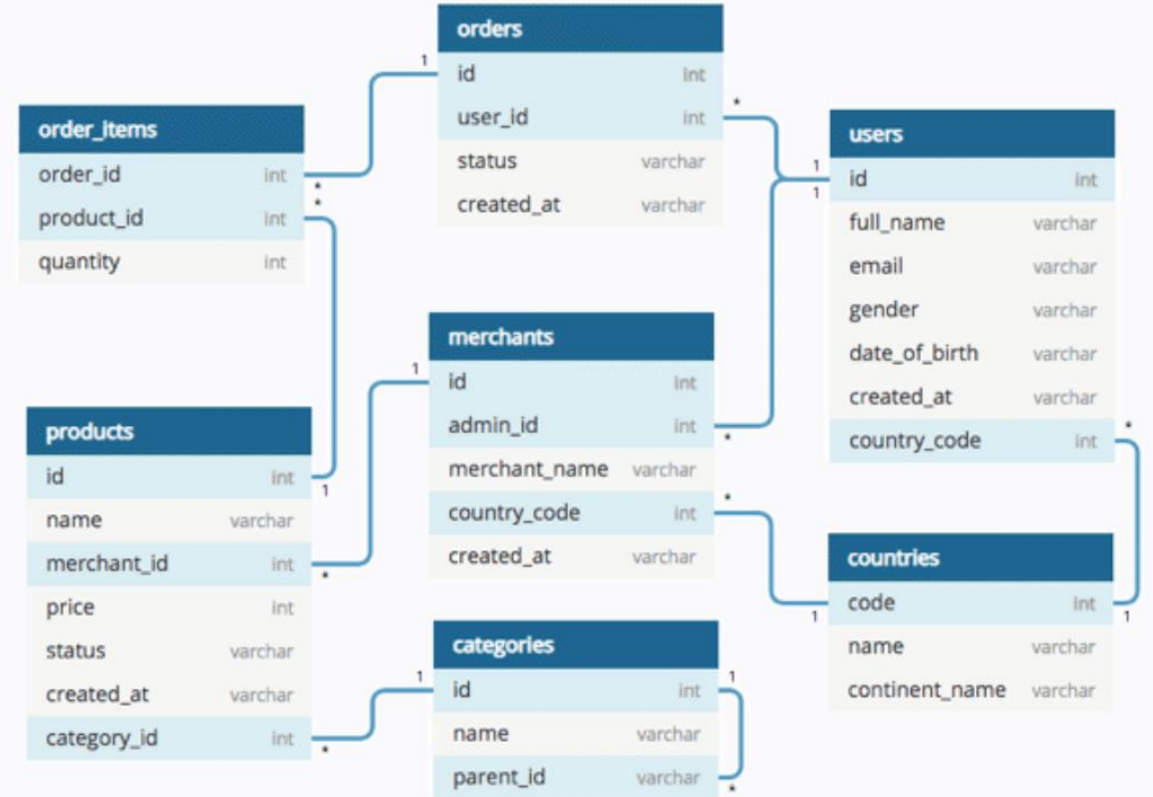 orders
id int
user_id int
status varchar
created_at varchar
1
*
order_items
order_id int
product_id int
quantity int
*
*
users
id int
full_name varchar
email varchar
gender varchar
date_of_birth varchar
created_at varchar
country_code int
1
1
*
merchants
id int
admin_id int
merchant_name varchar
country_code int
created_at varchar
1
*
*
products
id int
name varchar
merchant_id int
price int
status varchar
created_at varchar
category_id int
1
*
*
countries
code int
name varchar
continent_name varchar
1
1
categories
id int
name varchar
parent_id varchar
1
1
*